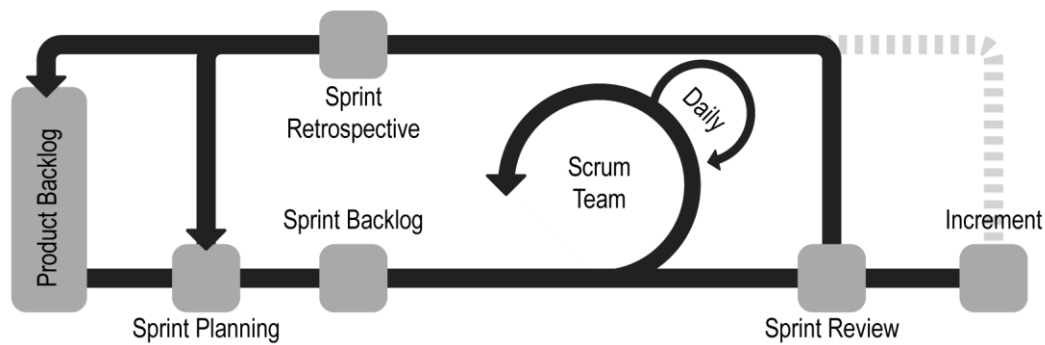 Sprint
Retrospective
Daily
Scrum
Team
Product Backlog
Sprint Backlog
Increment
Sprint Planning
Sprint Review